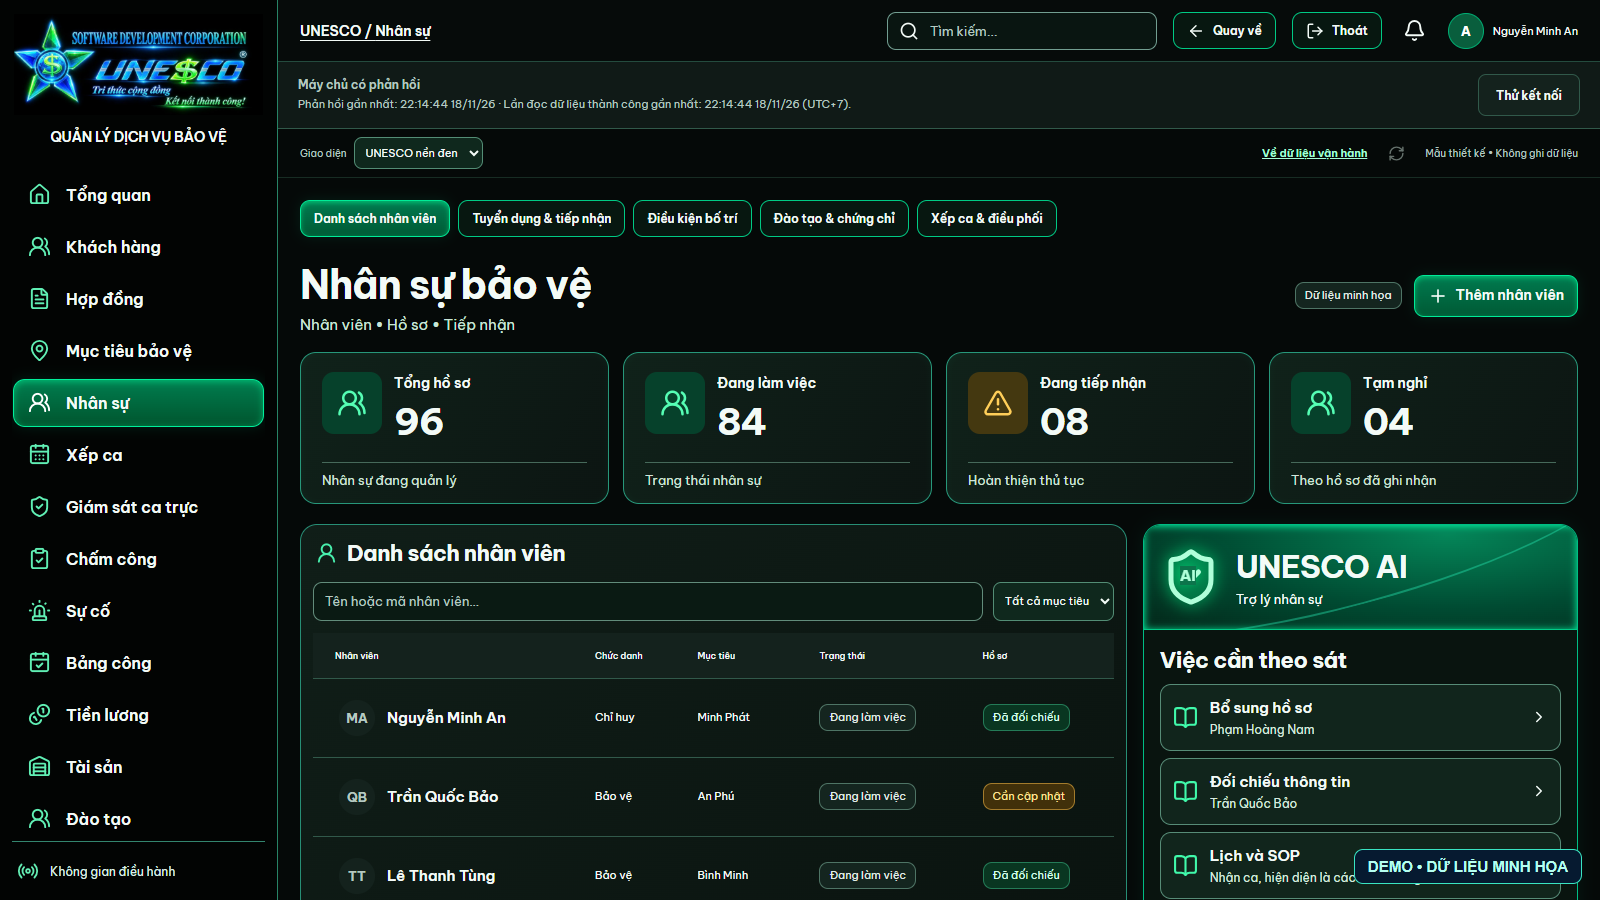 SOFTWARE DEVELOPMENT CORPORATION
UNE$CO
Tri thức cộng đồng
Kết nối thành công!
QUẢN LÝ DỊCH VỤ BẢO VỆ
Tổng quan
Khách hàng
Hợp đồng
Mục tiêu bảo vệ
Nhân sự
Xếp ca
Giám sát ca trực
Chấm công
Sự cố
Bảng công
Tiền lương
Tài sản
Đào tạo
Không gian điều hành
UNESCO / Nhân sự
Tìm kiếm...
Quay về
Thoát
A
Nguyễn Minh An
Máy chủ có phản hồi
Phản hồi gần nhất: 22:14:44 18/11/26 · Lần đọc dữ liệu thành công gần nhất: 22:14:44 18/11/26 (UTC+7).
Thử kết nối
Giao diện
UNESCO nền đen
Về dữ liệu vận hành
Mẫu thiết kế • Không ghi dữ liệu
Danh sách nhân viên
Tuyển dụng & tiếp nhận
Điều kiện bố trí
Đào tạo & chứng chỉ
Xếp ca & điều phối
Nhân sự bảo vệ
Nhân viên • Hồ sơ • Tiếp nhận
Dữ liệu minh họa
Thêm nhân viên
Tổng hồ sơ
96
Nhân sự đang quản lý
Đang làm việc
84
Trạng thái nhân sự
Đang tiếp nhận
08
Hoàn thiện thủ tục
Tạm nghỉ
04
Theo hồ sơ đã ghi nhận
Danh sách nhân viên
Tên hoặc mã nhân viên...
Tất cả mục tiêu
Nhân viên Chức danh Mục tiêu Trạng thái Hồ sơ
MA Nguyễn Minh An Chỉ huy Minh Phát Đang làm việc Đã đối chiếu
QB Trần Quốc Bảo Bảo vệ An Phú Đang làm việc Cần cập nhật
TT Lê Thanh Tùng Bảo vệ Bình Minh Đang làm việc Đã đối chiếu
AI
UNESCO AI
Trợ lý nhân sự
Việc cần theo sát
Bổ sung hồ sơ
Phạm Hoàng Nam
Đối chiếu thông tin
Trần Quốc Bảo
Lịch và SOP
Nhận ca, hiện diện là các
DEMO • DỮ LIỆU MINH HỌA